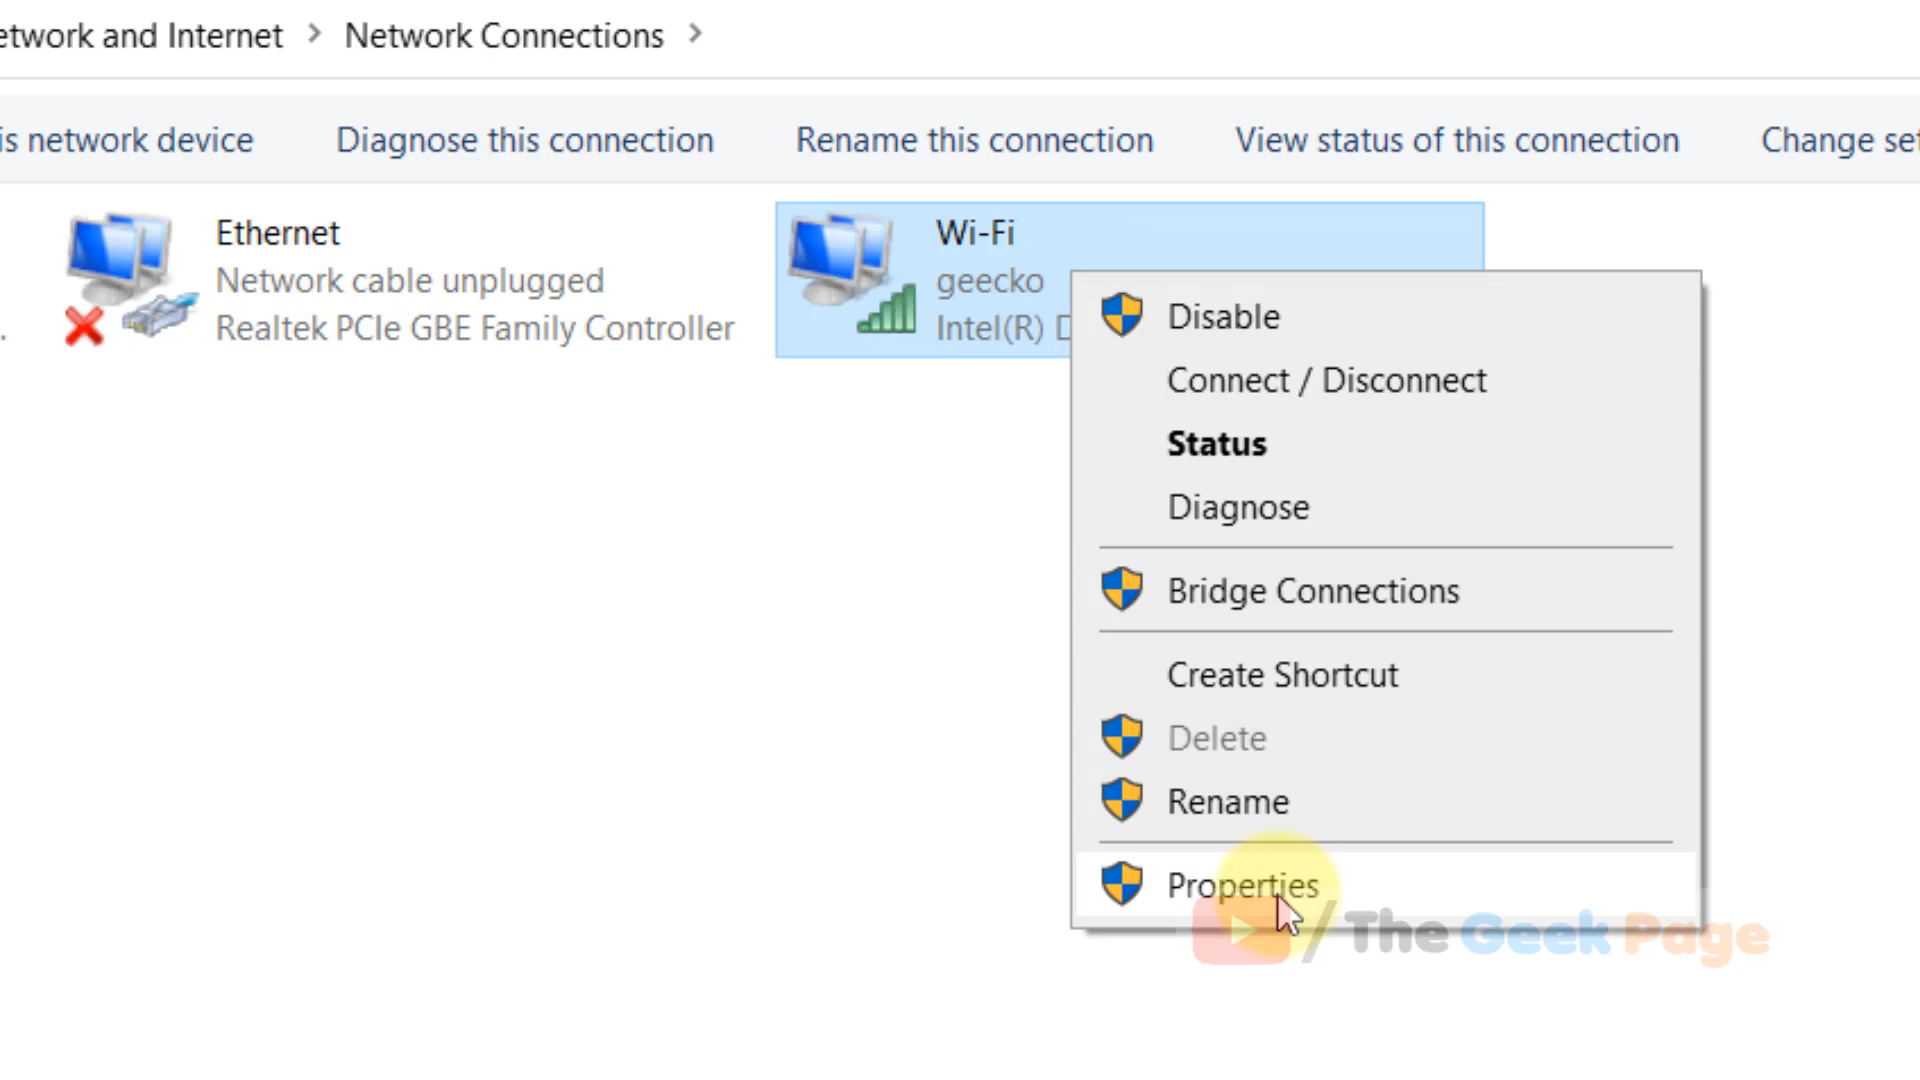 etwork and Internet > Network Connections >
is network device Diagnose this connection Rename this connection View status of this connection Change set
Ethernet
Network cable unplugged
Realtek PCIe GBE Family Controller
Wi-Fi
geecko
Intel(R) D
Disable
Connect / Disconnect
Status
Diagnose
Bridge Connections
Create Shortcut
Delete
Rename
Properties
/ The Geek Page